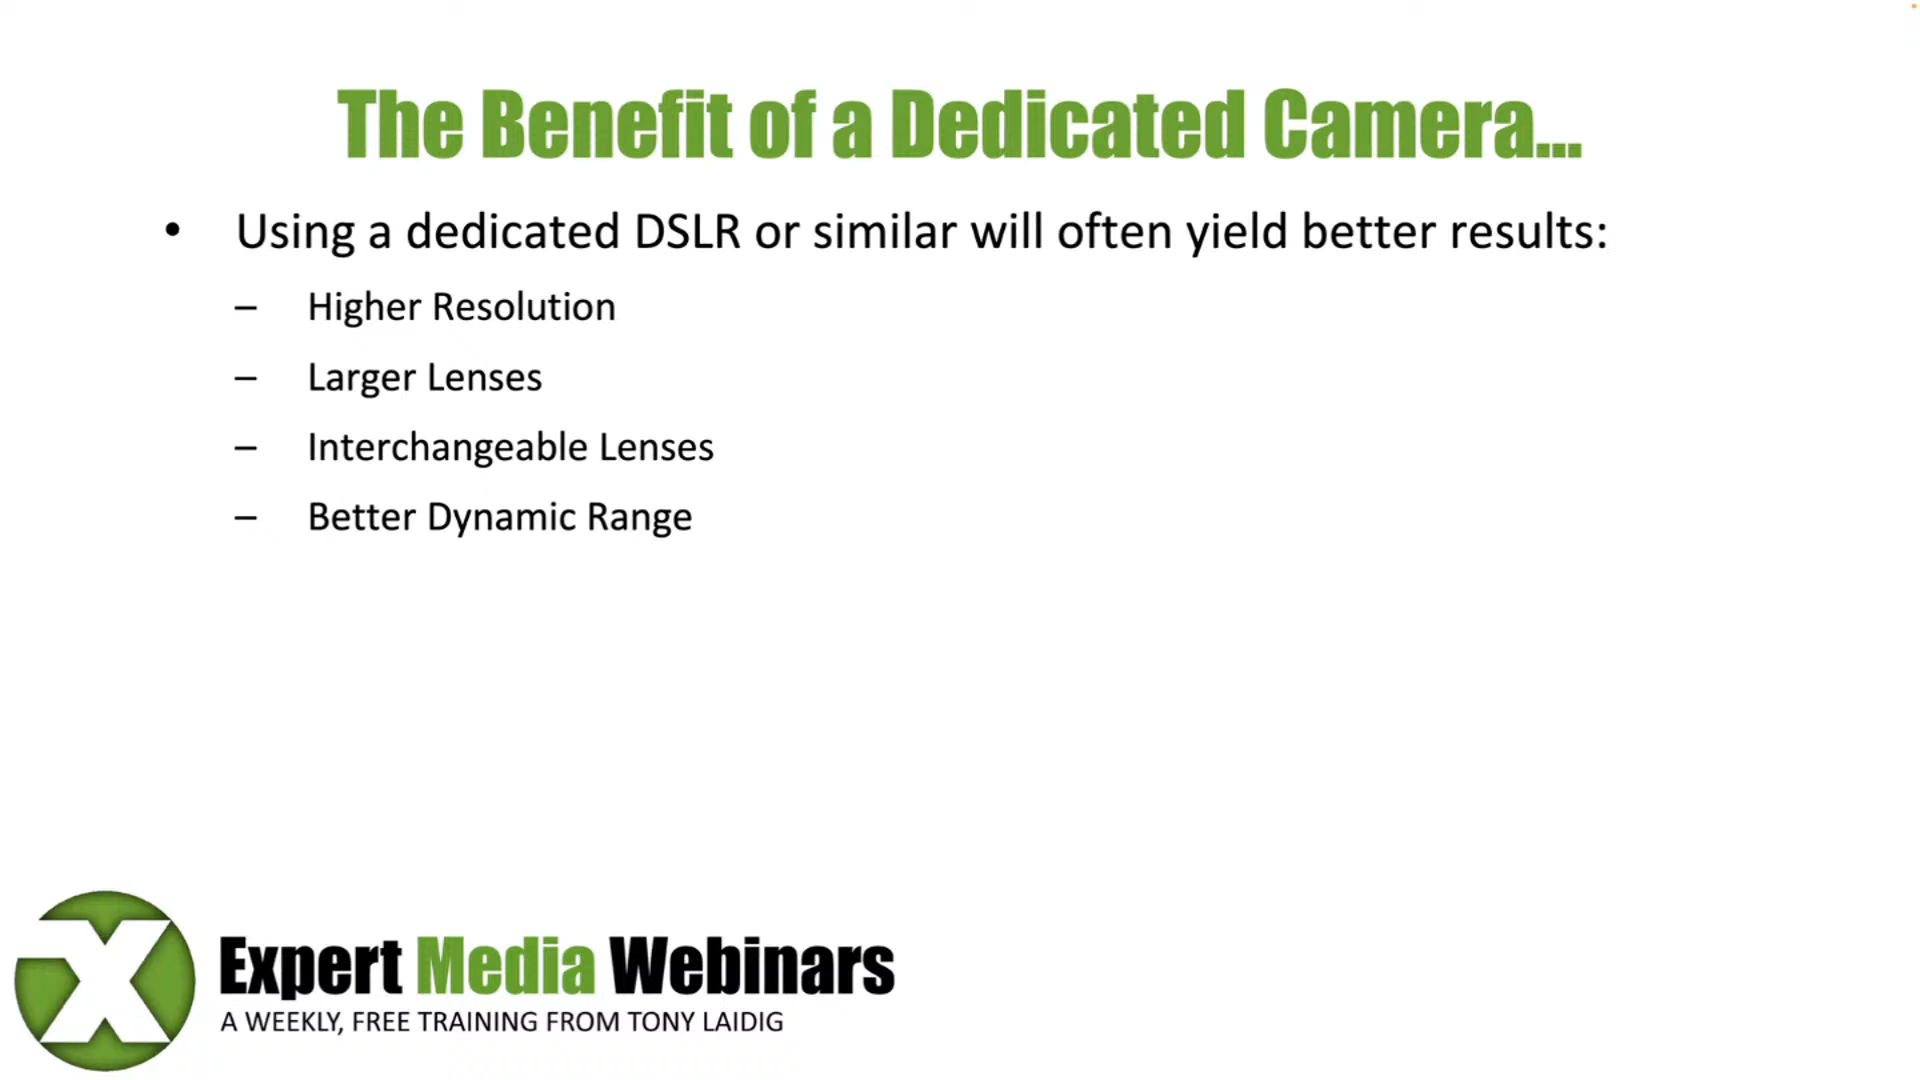 The Benefit of a Dedicated Camera...
• Using a dedicated DSLR or similar will often yield better results:
– Higher Resolution
– Larger Lenses
– Interchangeable Lenses
– Better Dynamic Range
X
Expert Media Webinars
A WEEKLY, FREE TRAINING FROM TONY LAIDIG